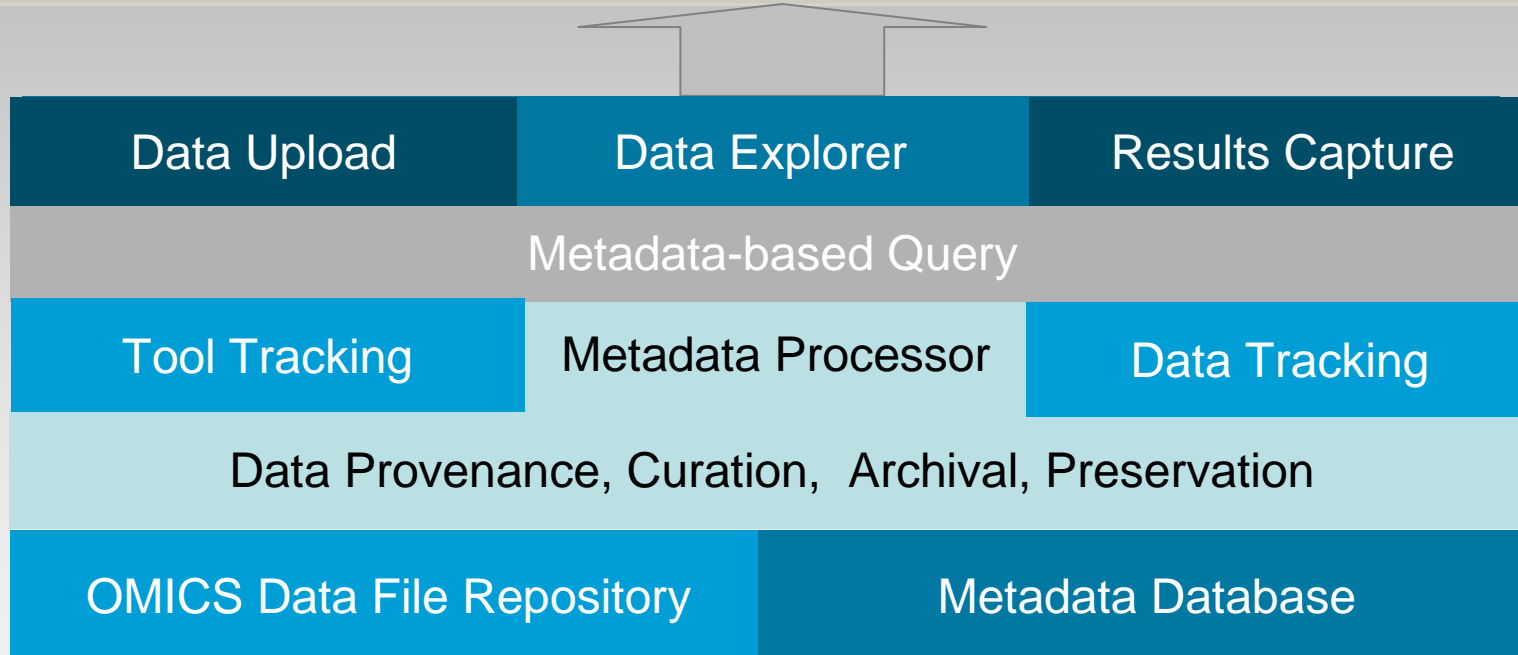 Data Upload Data Explorer Results Capture
Metadata-based Query
Tool Tracking Metadata Processor Data Tracking
Data Provenance, Curation,  Archival, Preservation
OMICS Data File Repository Metadata Database